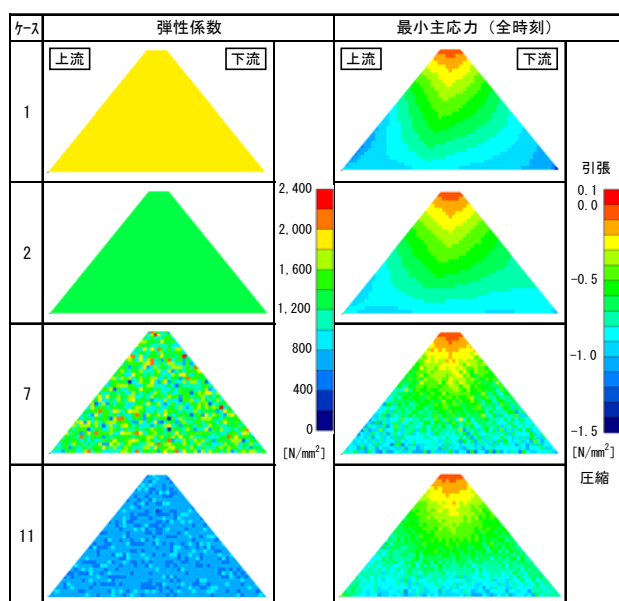 ケース 弾性係数 最小主応力（全時刻）
1 上流 下流 上流 下流
引張
2,400 0.1
0.0
2,000
2 1,600 -0.5
1,200
800 -1.0
7 400
0 -1.5
[N/mm²] [N/mm²]
圧縮
11